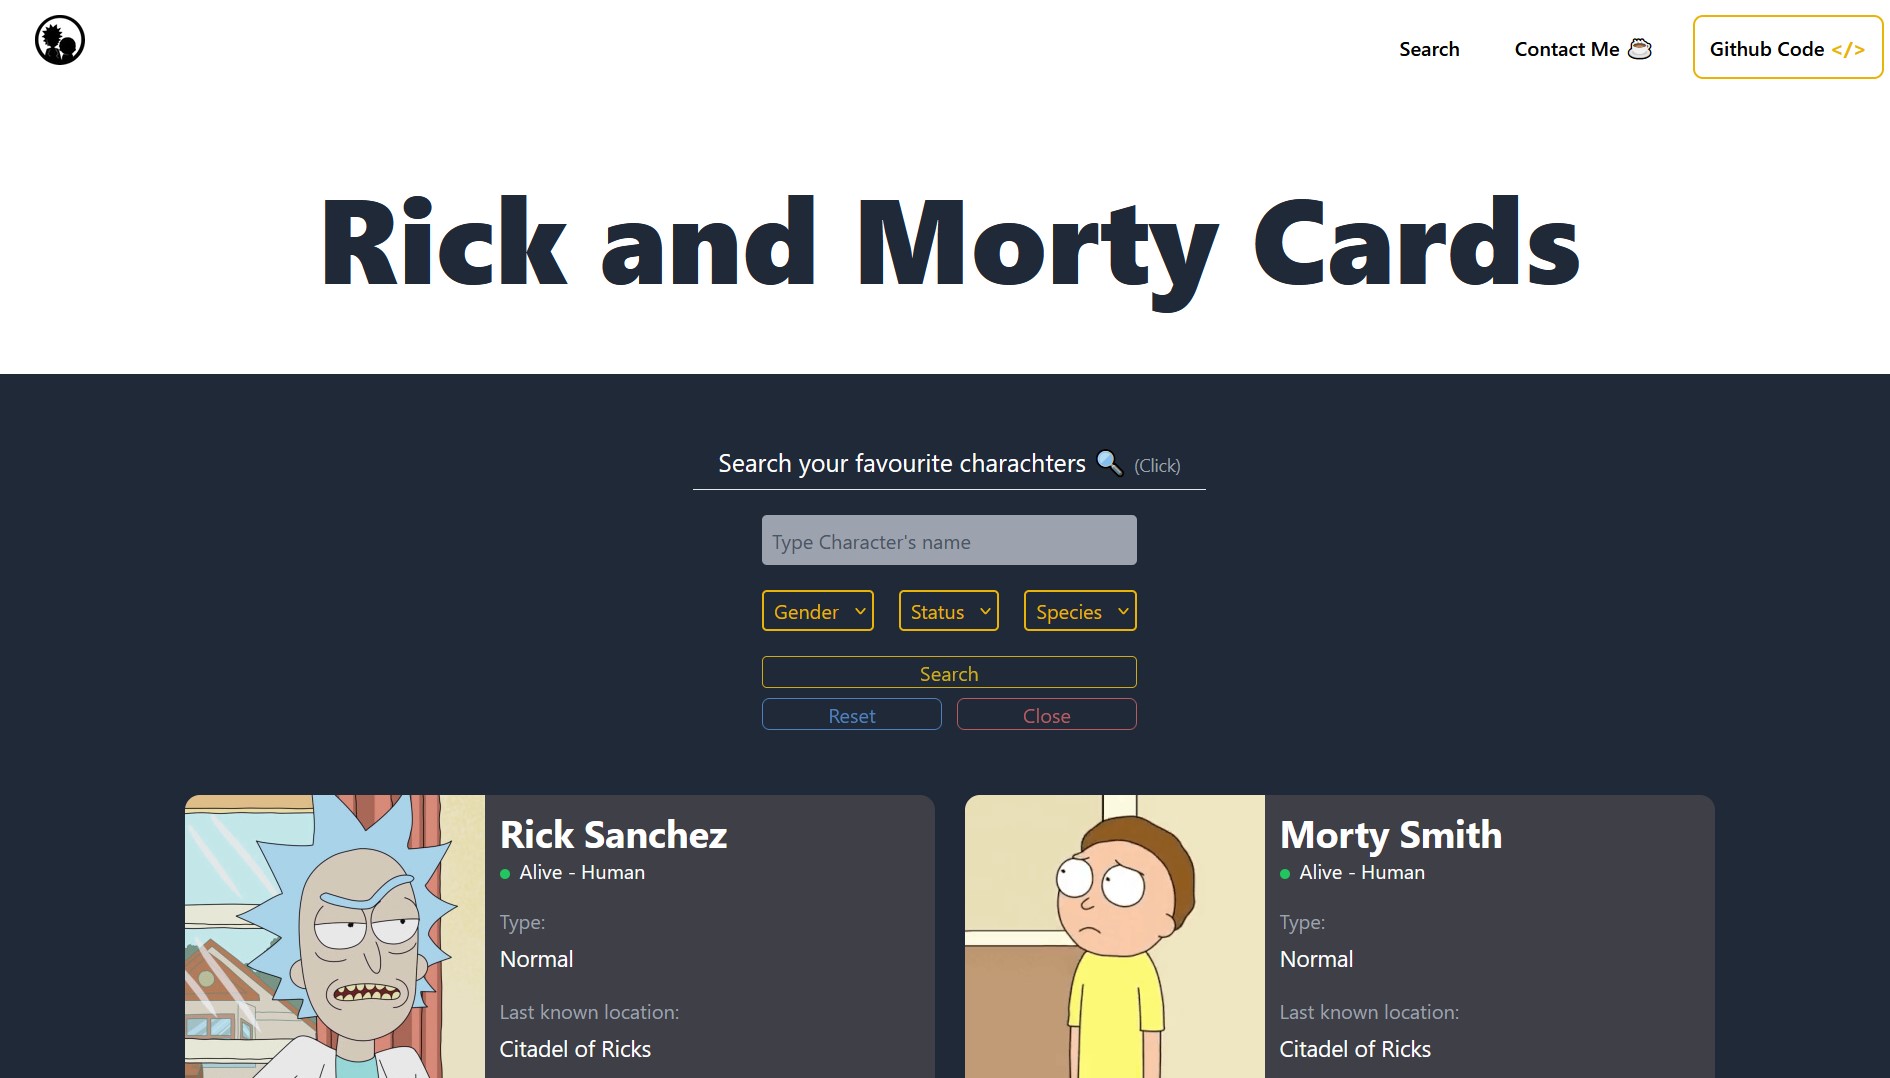 Search
Contact Me
Github Code </>
Rick and Morty Cards
Search your favourite charachters 🔍 (Click)
Type Character's name
Gender
Status
Species
Search
Reset
Close
Rick Sanchez
Alive - Human
Type:
Normal
Last known location:
Citadel of Ricks
Morty Smith
Alive - Human
Type:
Normal
Last known location:
Citadel of Ricks